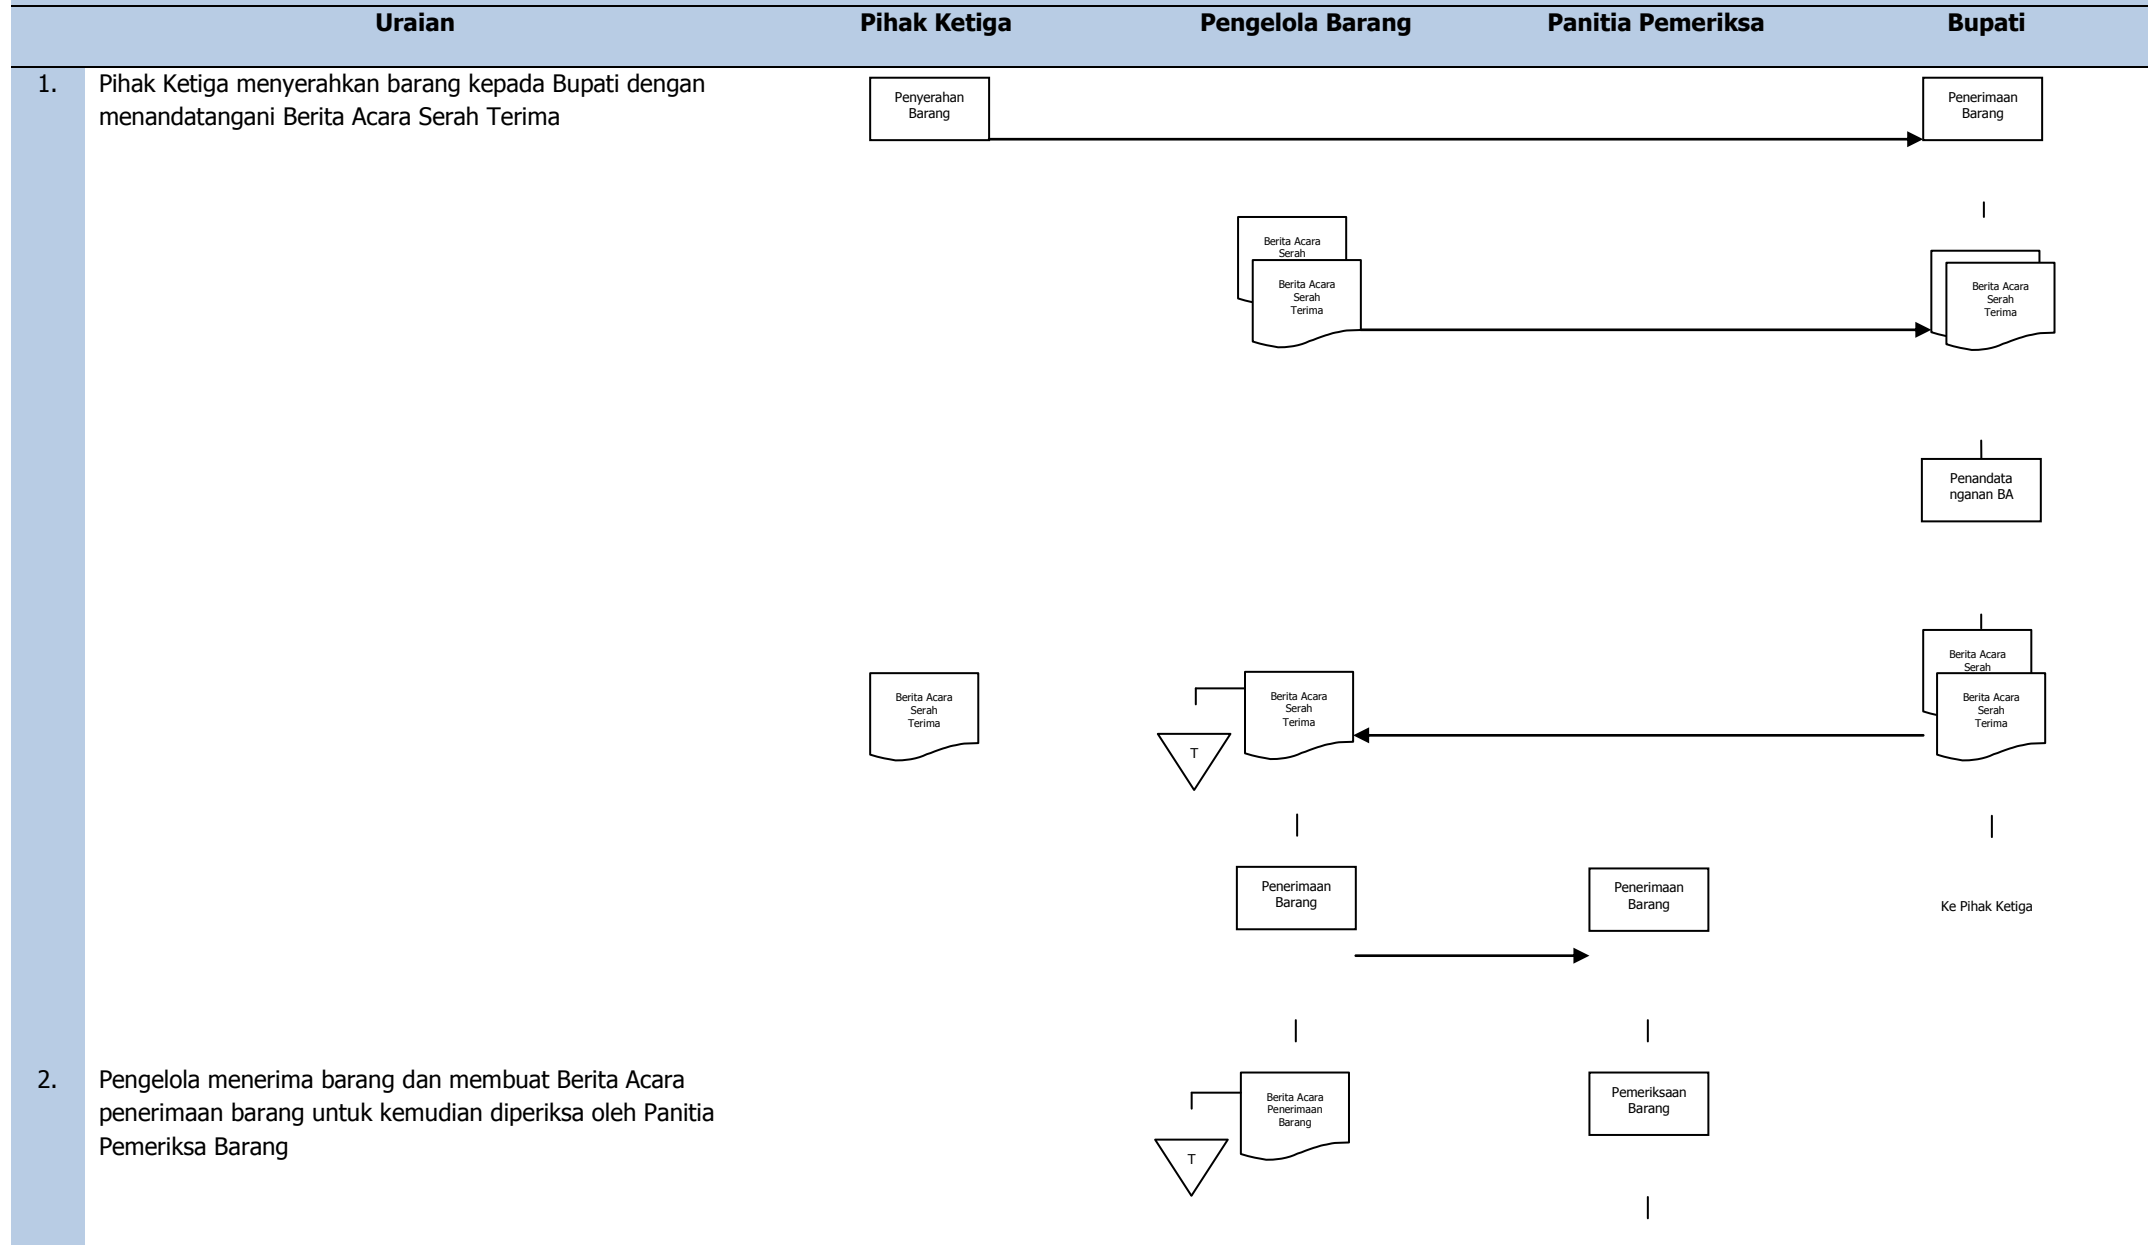 Uraian Pihak Ketiga Pengelola Barang Panitia Pemeriksa Bupati
1. Pihak Ketiga menyerahkan barang kepada Bupati dengan
menandatangani Berita Acara Serah Terima
Penyerahan
Barang
Penerimaan
Barang
Berita Acara
Serah
Berita Acara
Serah
Terima
Berita Acara
Serah
Terima
Penandata
nganan BA
Berita Acara
Serah
Berita Acara
Serah
Terima
Berita Acara
Serah
Terima
T
Berita Acara
Serah
Terima
Penerimaan
Barang
Penerimaan
Barang
Ke Pihak Ketiga
2. Pengelola menerima barang dan membuat Berita Acara
penerimaan barang untuk kemudian diperiksa oleh Panitia
Pemeriksa Barang
Berita Acara
Penerimaan
Barang
T
Pemeriksaan
Barang